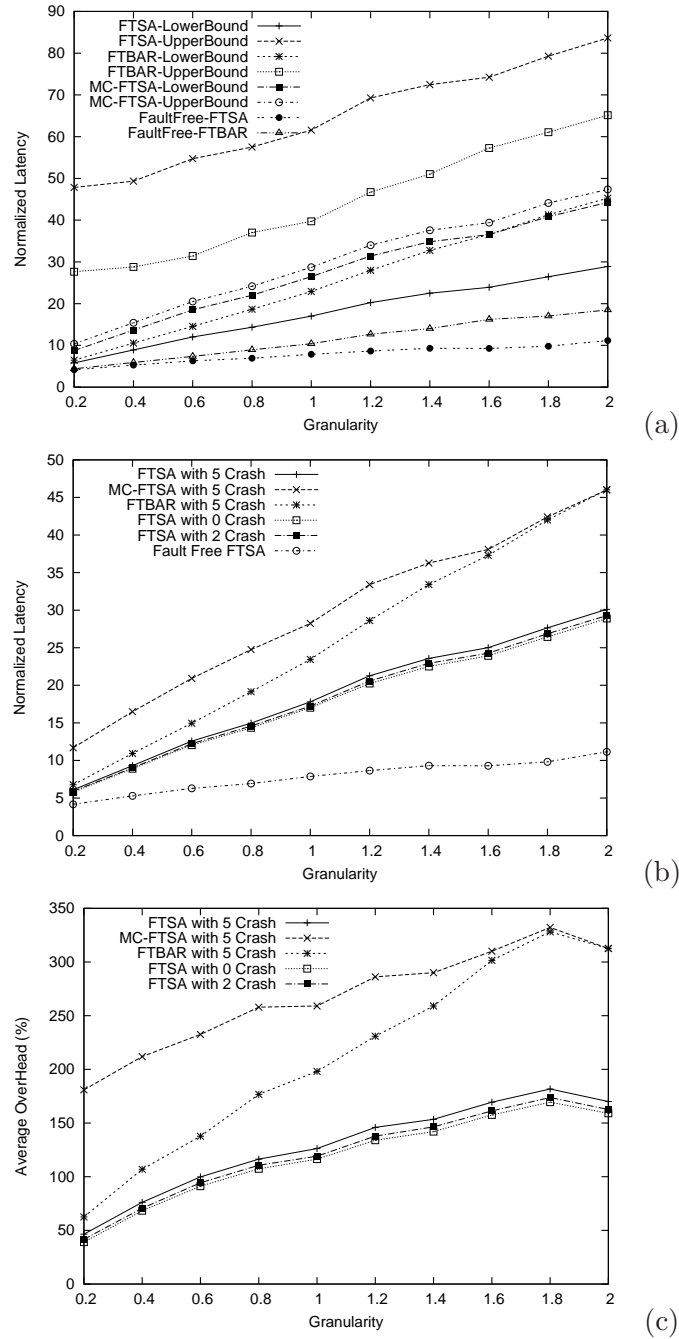 90
80
70
60
50
40
30
20
10
0
Normalized Latency
FTSA-LowerBound
FTSA-UpperBound
FTBAR-LowerBound
FTBAR-UpperBound
MC-FTSA-LowerBound
MC-FTSA-UpperBound
FaultFree-FTSA
FaultFree-FTBAR
0.2 0.4 0.6 0.8 1 1.2 1.4 1.6 1.8 2
Granularity
(a)
50
45
40
35
30
25
20
15
10
5
0
Normalized Latency
FTSA with 5 Crash
MC-FTSA with 5 Crash
FTBAR with 5 Crash
FTSA with 0 Crash
FTSA with 2 Crash
Fault Free FTSA
0.2 0.4 0.6 0.8 1 1.2 1.4 1.6 1.8 2
Granularity
(b)
350
300
250
200
150
100
50
0
Average OverHead (%)
FTSA with 5 Crash
MC-FTSA with 5 Crash
FTBAR with 5 Crash
FTSA with 0 Crash
FTSA with 2 Crash
0.2 0.4 0.6 0.8 1 1.2 1.4 1.6 1.8 2
Granularity
(c)